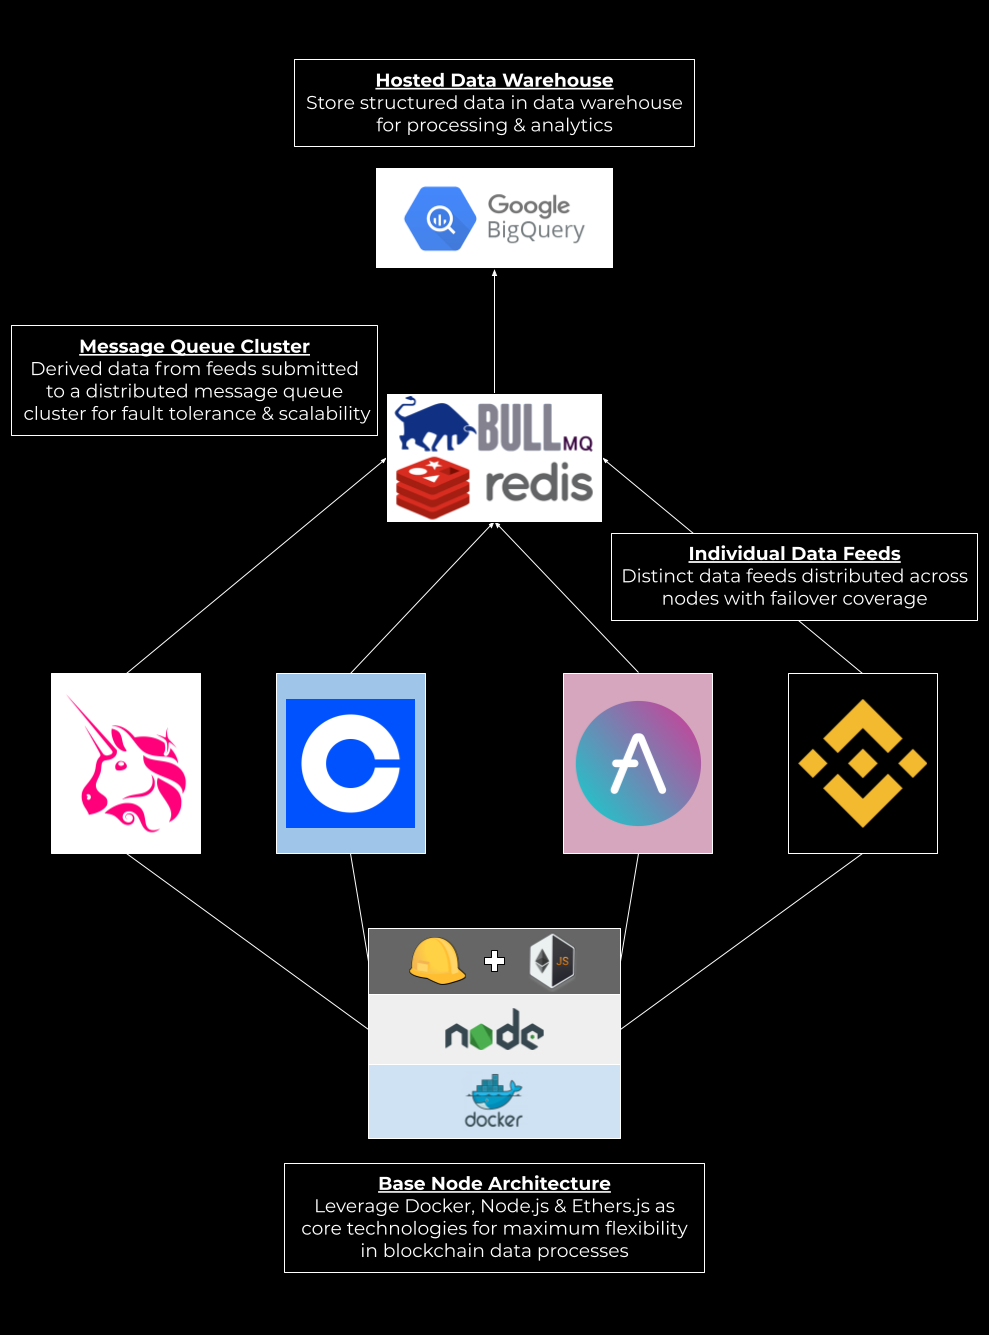 Hosted Data Warehouse
Store structured data in data warehouse
for processing & analytics
Google
BigQuery
Message Queue Cluster
Derived data from feeds submitted
to a distributed message queue
cluster for fault tolerance & scalability
BULLMQ
redis
Individual Data Feeds
Distinct data feeds distributed across
nodes with failover coverage
JS
node
docker
Base Node Architecture
Leverage Docker, Node.js & Ethers.js as
core technologies for maximum flexibility
in blockchain data processes